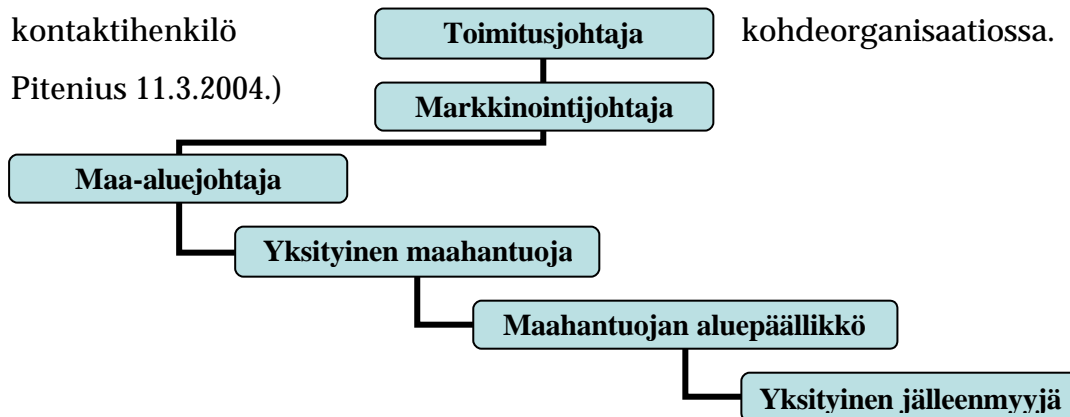 kontaktihenkilö Toimitusjohtaja kohdeorganisaatiossa.
Pitenius 11.3.2004.)
Markkinointijohtaja
Maa-aluejohtaja
Yksityinen maahantuoja
Maahantuojan aluepäällikkö
Yksityinen jälleenmyyjä